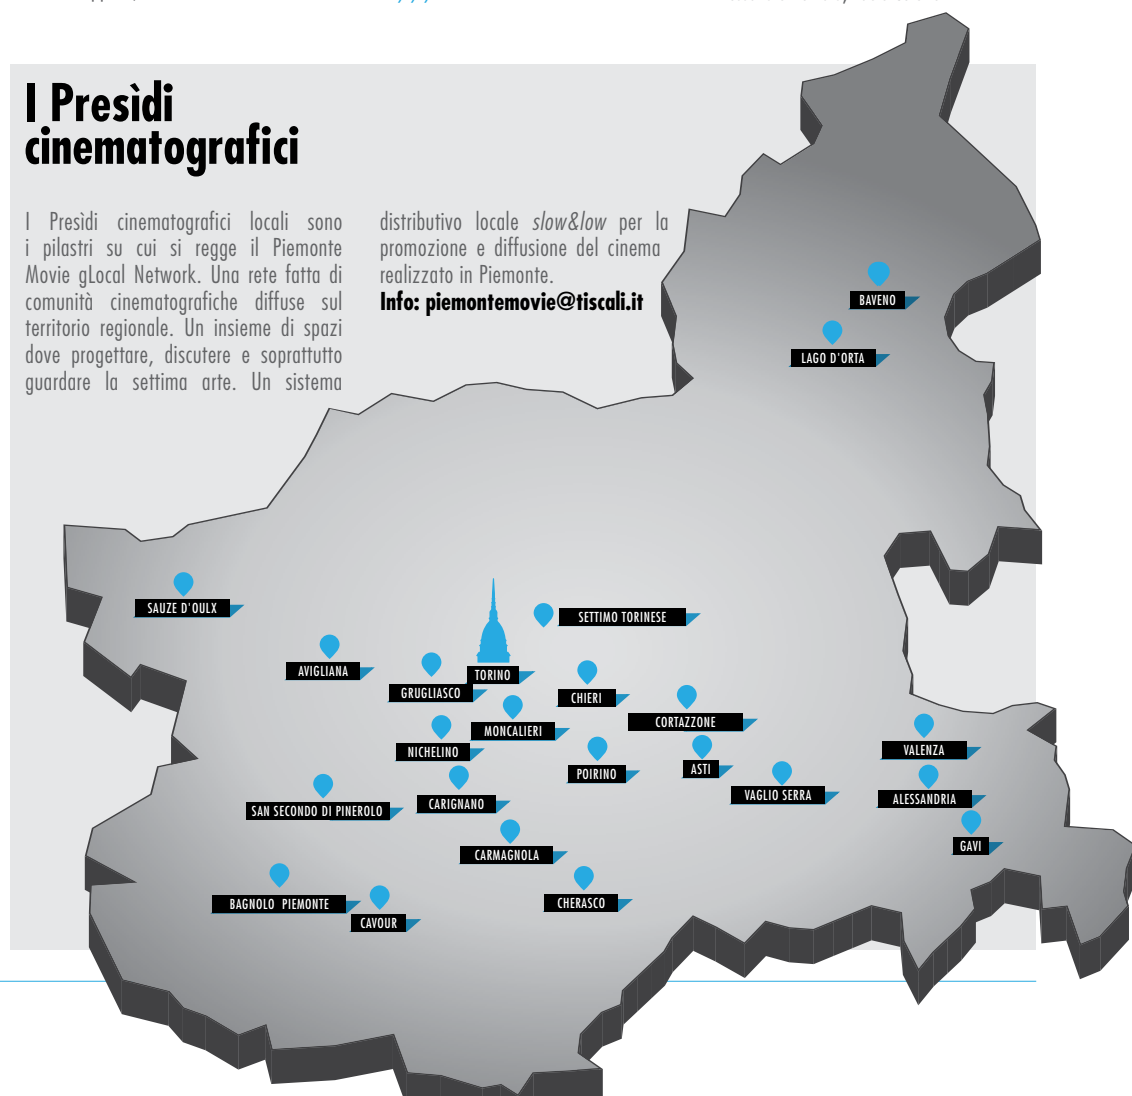 I Presìdi
cinematografici
I Presìdi cinematografici locali sono
i pilastri su cui si regge il Piemonte
Movie gLocal Network. Una rete fatta di
comunità cinematografiche diffuse sul
territorio regionale. Un insieme di spazi
dove progettare, discutere e soprattutto
guardare la settima arte. Un sistema
distributivo locale slow&low per la
promozione e diffusione del cinema
realizzato in Piemonte.
Info: piemontemovie@tiscali.it
BAVENO
LAGO D'ORTA
SAUZE D'OULX
SETTIMO TORINESE
AVIGLIANA
TORINO
GRUGLIASCO
CHIERI
CORTAZZONE
MONCALIERI
NICHELINO
VALENZA
POIRINO
ASTI
VAGLIO SERRA
ALESSANDRIA
CARIGNANO
SAN SECONDO DI PINEROLO
GAVI
CARMAGNOLA
BAGNOLO PIEMONTE
CHERASCO
CAVOUR